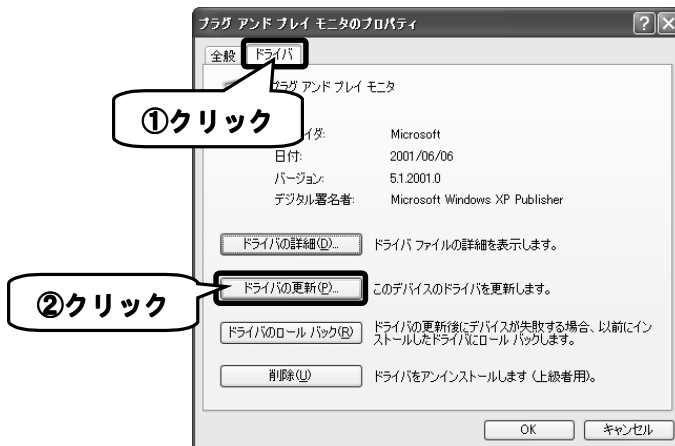 プラグ アンド プレイ モニタのプロパティ
全般
ドライバ
プラグ アンド プレイ モニタ
①クリック
イダ: Microsoft
日付: 2001/06/06
バージョン: 5.1.2001.0
デジタル署名者: Microsoft Windows XP Publisher
ドライバの詳細(D)... ドライバ ファイルの詳細を表示します。
②クリック
ドライバの更新(P)... このデバイスのドライバを更新します。
ドライバのロール バック(R) ドライバの更新後にデバイスが失敗する場合、以前にイン
ストールしたドライバにロール バックします。
削除(U) ドライバをアンインストールします (上級者用)。
OK キャンセル